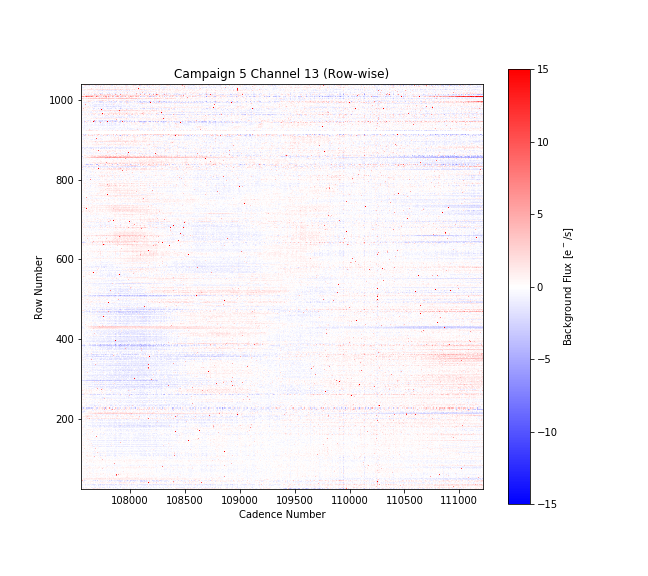 Campaign 5 Channel 13 (Row-wise)
1000
800
600
400
200
Row Number
108000 108500 109000 109500 110000 110500 111000
Cadence Number
15
10
5
0
−5
−10
−15
Background Flux [e⁻/s]